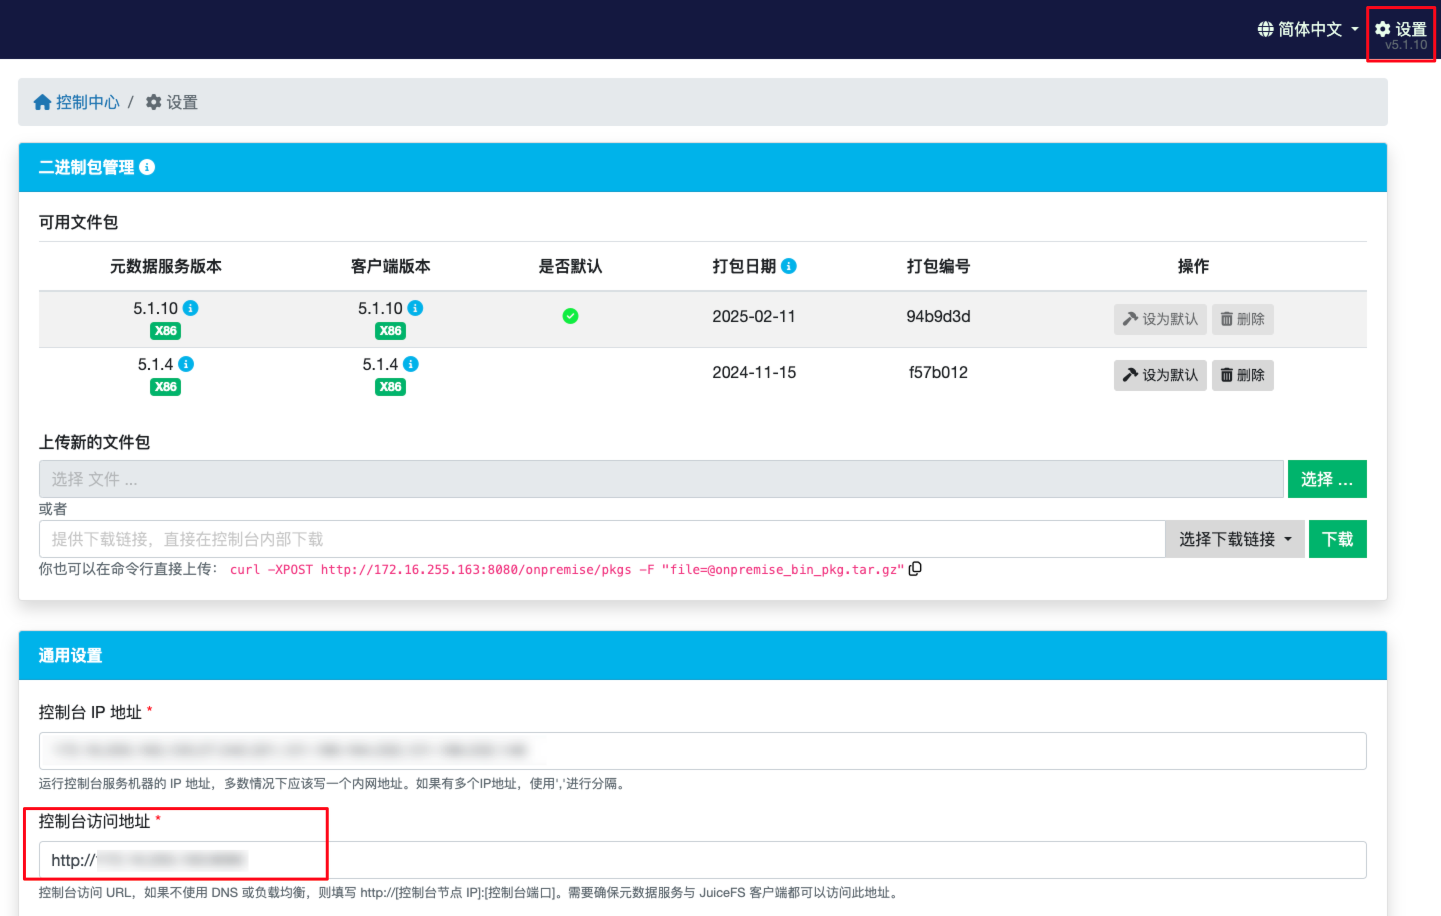 简体中文
设置
v5.1.10
控制中心 / 设置
二进制包管理
可用文件包
元数据服务版本 客户端版本 是否默认 打包日期 打包编号 操作
5.1.10 5.1.10 2025-02-11 94b9d3d 设为默认 删除
X86 X86
5.1.4 5.1.4 2024-11-15 f57b012 设为默认 删除
X86 X86
上传新的文件包
选择 文件 ... 选择 ...
或者
提供下载链接，直接在控制台内部下载 选择下载链接 下载
你也可以在命令行直接上传： curl -XPOST http://172.16.255.163:8080/onpremise/pkgs -F "file=@onpremise_bin_pkg.tar.gz"
通用设置
控制台 IP 地址 *
运行控制台服务机器的 IP 地址，多数情况下应该写一个内网地址。如果有多个IP地址，使用','进行分隔。
控制台访问地址 *
http://
控制台访问 URL，如果不使用 DNS 或负载均衡，则填写 http://[控制台节点 IP]:[控制台端口]。需要确保元数据服务与 JuiceFS 客户端都可以访问此地址。